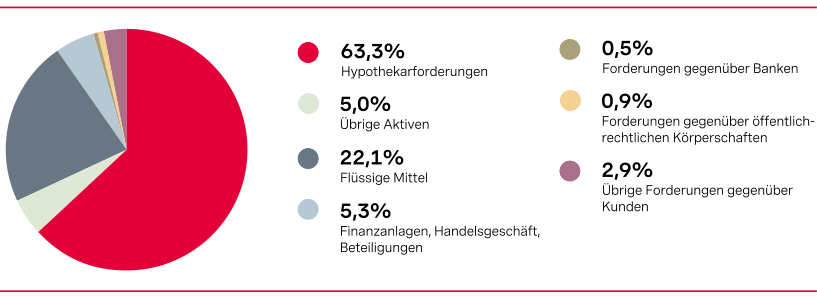 63,3%
Hypothekarforderungen
5,0%
Übrige Aktiven
22,1%
Flüssige Mittel
5,3%
Finanzanlagen, Handelsgeschäft,
Beteiligungen
0,5%
Forderungen gegenüber Banken
0,9%
Forderungen gegenüber öffentlich-
rechtlichen Körperschaften
2,9%
Übrige Forderungen gegenüber
Kunden